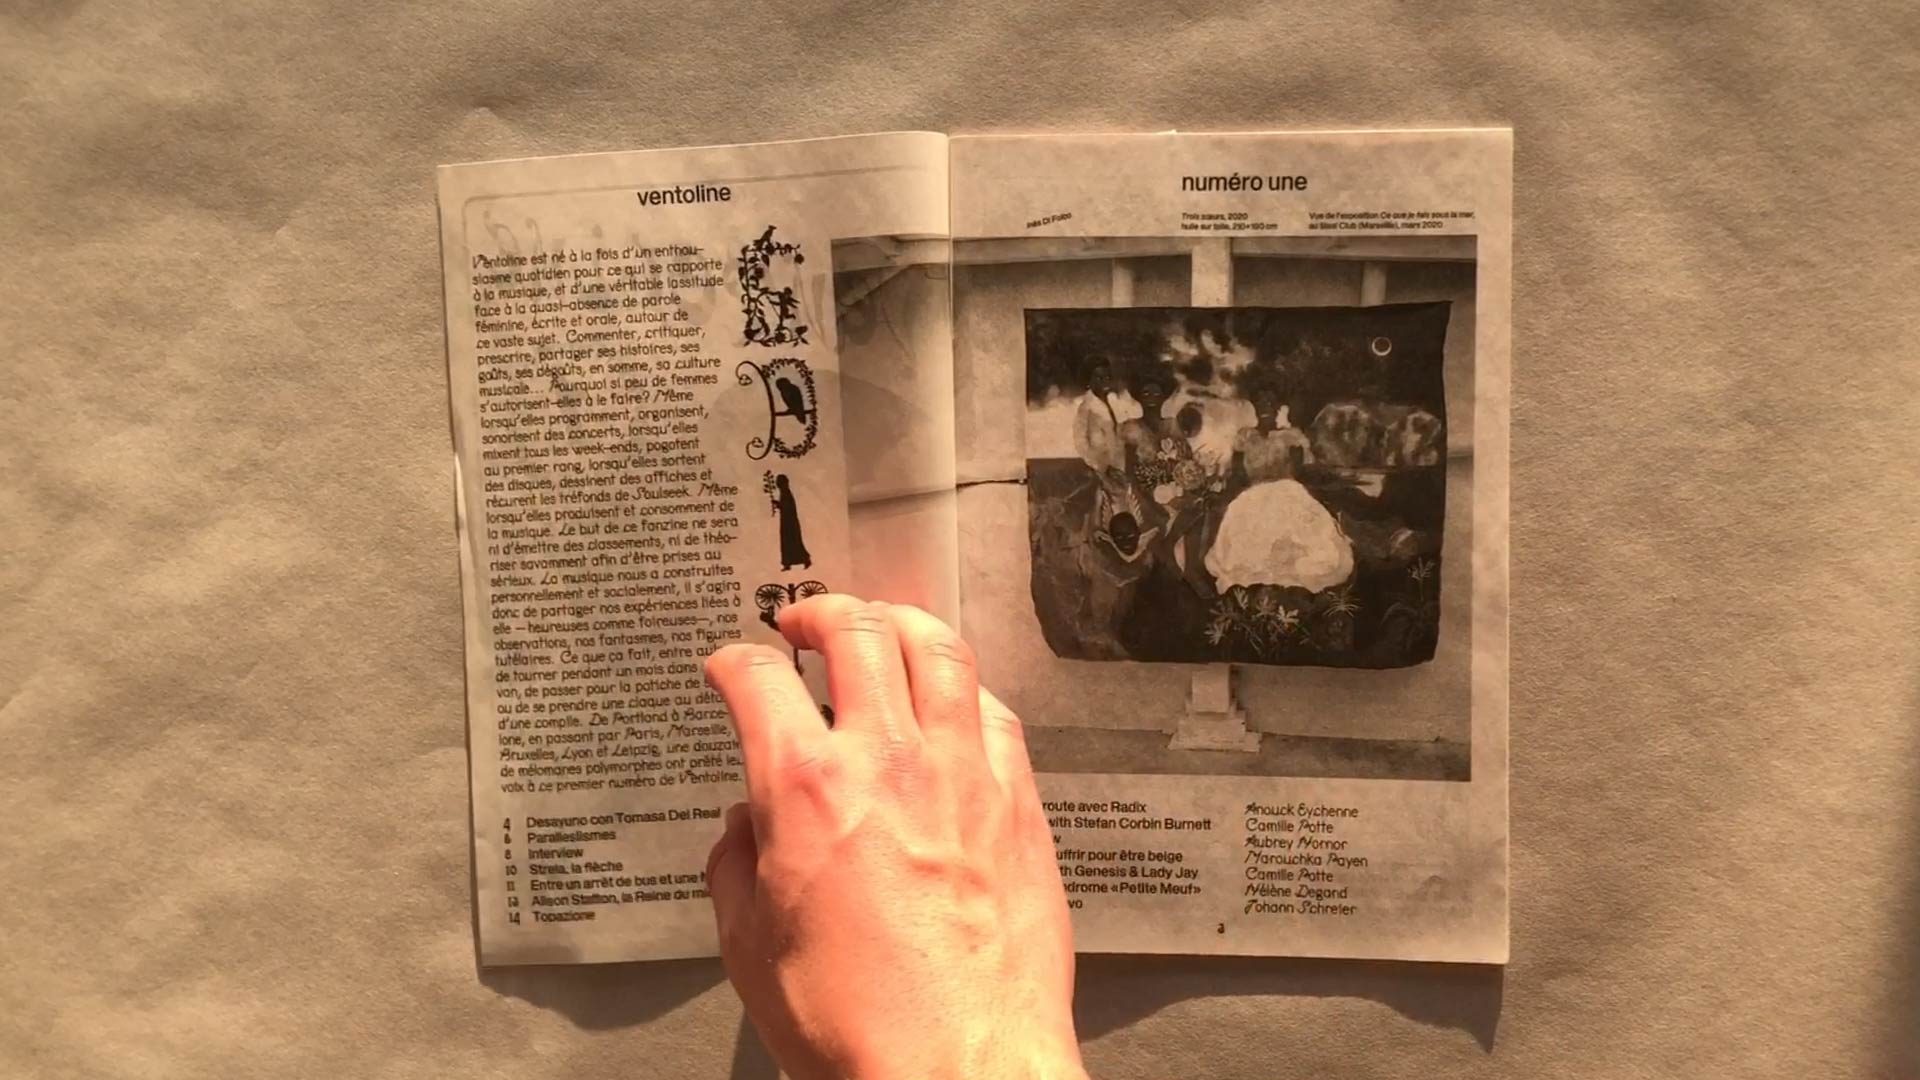 ventoline
Ventoline est né à la fois d'un enthou–
siasme quotidien pour ce qui se rapporte
à la musique, et d'une véritable lassitude
face à la quasi–absence de parole
féminine, écrite et orale, autour de
ce vaste sujet. Commenter, critiquer,
prescrire, partager ses histoires, ses
goûts, ses dégoûts, en somme, sa culture
musicale... Pourquoi si peu de femmes
s'autorisent–elles à le faire? Même
lorsqu'elles programment, organisent,
sonorisent des concerts, lorsqu'elles
mixent tous les week–ends, pogotent
au premier rang, lorsqu'elles sortent
des disques, dessinent des affiches et
récurent les tréfonds de Soulseek. Même
lorsqu'elles produisent et consomment de
la musique. Le but de ce fanzine ne sera
ni d'émettre des classements, ni de théo–
riser savamment afin d'être prises au
sérieux. La musique nous a construites
personnellement et socialement, il s'agira
donc de partager nos expériences liées à
elle — heureuses comme foireuses—, nos
observations, nos fantasmes, nos figures
tutélaires. Ce que ça fait, entre
de tourner pendant un mois dans
van, de passer pour la potiche de
ou de se prendre une claque au
d'une compile. De Portland à Barce–
lone, en passant par Paris, Marseille,
Bruxelles, Lyon et Leipzig, une
de mélomanes polymorphes ont prêté
voix à ce premier numéro de Ventoline.
4 Desayuno con Tomasa Del Real
6 Paralleslismes
8 Interview
10 Strela, la flèche
11 Entre un arrêt de bus et une
12 Alison Statton, la Reine du
14 Topazione
numéro une
Inès Di Folco
Trois sœurs, 2020
huile sur toile, 210×190 cm
Vue de l'exposition Ce que je fais sous la mer,
au Steel Club (Marseille), mars 2020
route avec Radix
with Stefan Corbin Burnett
uffrir pour être beige
th Genesis & Lady Jay
ndrome «Petite Meuf»
vo
Anouck Eychenne
Camille Potte
Aubrey Hornor
Marouchka Payen
Camille Potte
Hélène Degand
Johann Schreier
3